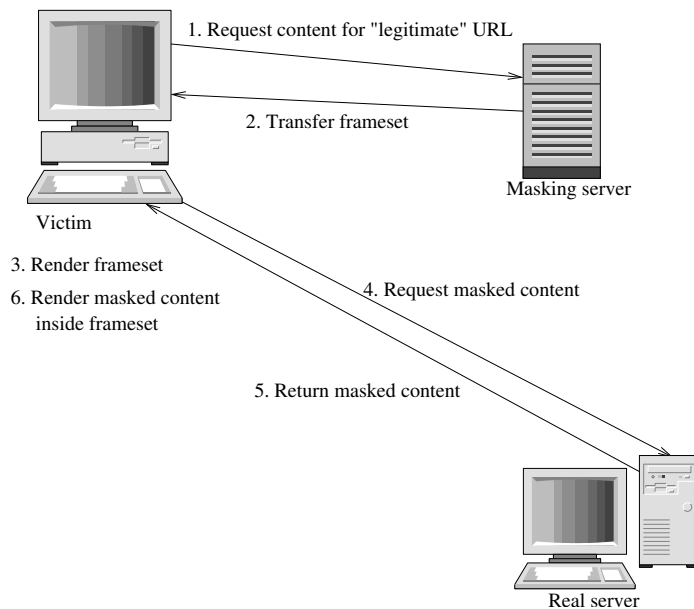 1. Request content for "legitimate" URL
2. Transfer frameset
Masking server
Victim
3. Render frameset
4. Request masked content
6. Render masked content
inside frameset
5. Return masked content
Real server